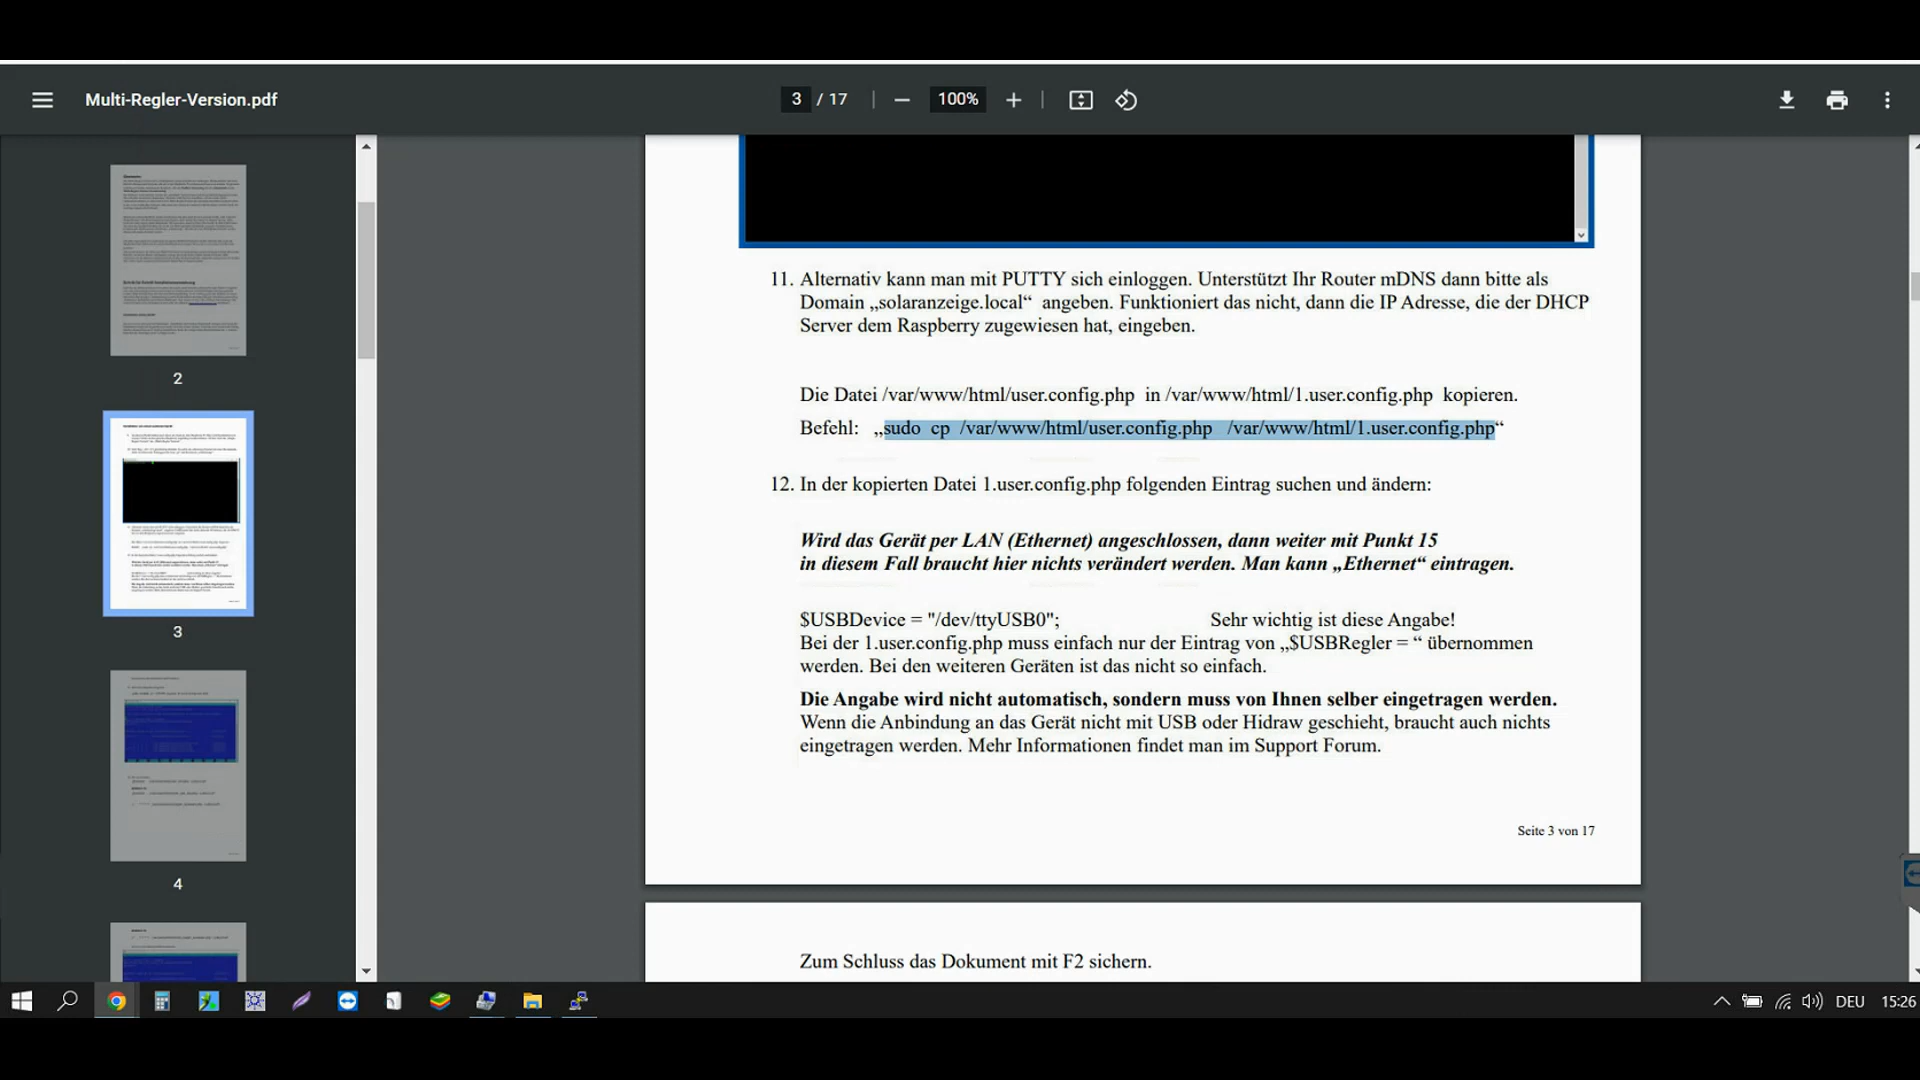 Multi-Regler-Version.pdf
3 / 17
100%
2
3
4
11. Alternativ kann man mit PUTTY sich einloggen. Unterstützt Ihr Router mDNS dann bitte als
Domain „solaranzeige.local“ angeben. Funktioniert das nicht, dann die IP Adresse, die der DHCP
Server dem Raspberry zugewiesen hat, eingeben.
Die Datei /var/www/html/user.config.php in /var/www/html/1.user.config.php kopieren.
Befehl: „sudo cp /var/www/html/user.config.php /var/www/html/1.user.config.php“
12. In der kopierten Datei 1.user.config.php folgenden Eintrag suchen und ändern:
Wird das Gerät per LAN (Ethernet) angeschlossen, dann weiter mit Punkt 15
in diesem Fall braucht hier nichts verändert werden. Man kann „Ethernet“ eintragen.
$USBDevice = "/dev/ttyUSB0"; Sehr wichtig ist diese Angabe!
Bei der 1.user.config.php muss einfach nur der Eintrag von „$USBRegler = “ übernommen
werden. Bei den weiteren Geräten ist das nicht so einfach.
Die Angabe wird nicht automatisch, sondern muss von Ihnen selber eingetragen werden.
Wenn die Anbindung an das Gerät nicht mit USB oder Hidraw geschieht, braucht auch nichts
eingetragen werden. Mehr Informationen findet man im Support Forum.
Seite 3 von 17
Zum Schluss das Dokument mit F2 sichern.
DEU 15:26